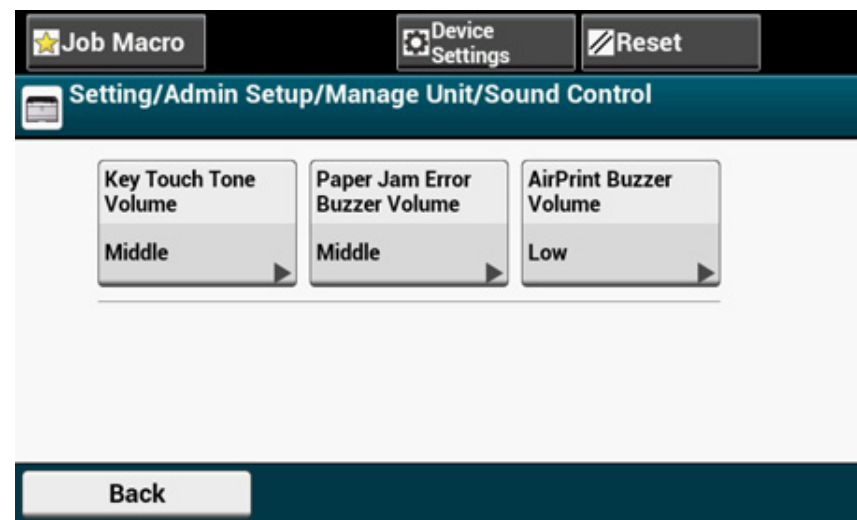 Job Macro
Device
Settings
Reset
Setting/Admin Setup/Manage Unit/Sound Control
Key Touch Tone
Volume
Middle
Paper Jam Error
Buzzer Volume
Middle
AirPrint Buzzer
Volume
Low
Back